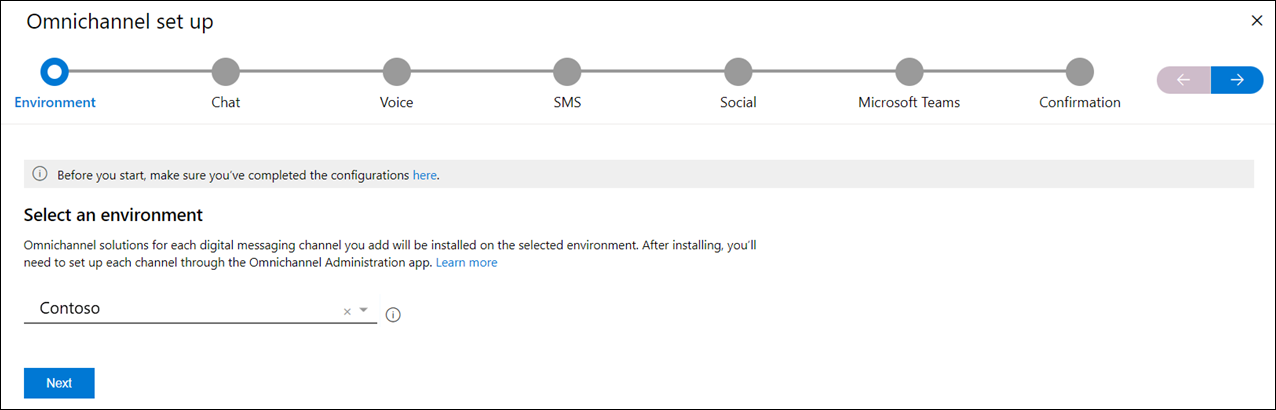 Omnichannel set up
Environment
Chat
Voice
SMS
Social
Microsoft Teams
Confirmation
Before you start, make sure you've completed the configurations here.
Select an environment
Omnichannel solutions for each digital messaging channel you add will be installed on the selected environment. After installing, you'll
need to set up each channel through the Omnichannel Administration app. Learn more
Contoso
Next